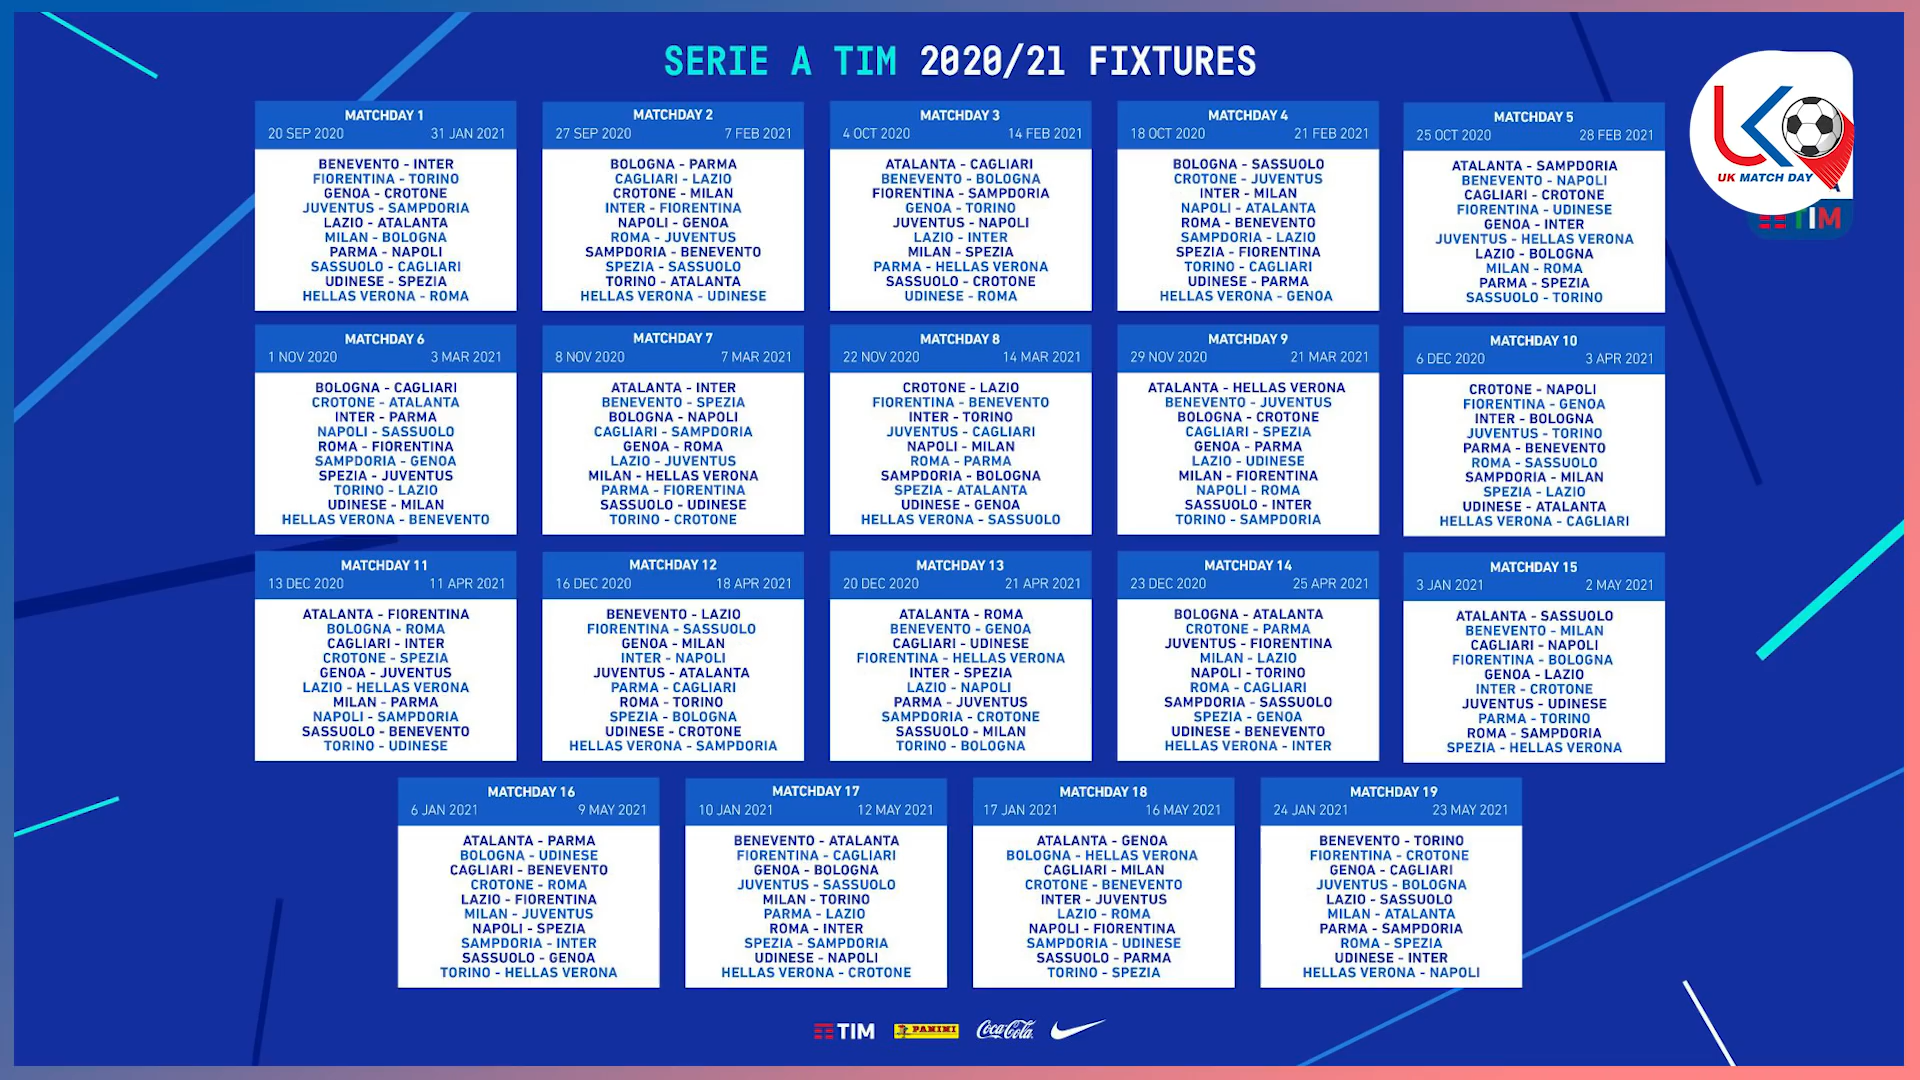 SERIE A TIM 2020/21 FIXTURES
UK MATCH DAY
TIM
MATCHDAY 1
20 SEP 2020 31 JAN 2021
BENEVENTO - INTER
FIORENTINA - TORINO
GENOA - CROTONE
JUVENTUS - SAMPDORIA
LAZIO - ATALANTA
MILAN - BOLOGNA
PARMA - NAPOLI
SASSUOLO - CAGLIARI
UDINESE - SPEZIA
HELLAS VERONA - ROMA
MATCHDAY 2
27 SEP 2020 7 FEB 2021
BOLOGNA - PARMA
CAGLIARI - LAZIO
CROTONE - MILAN
INTER - FIORENTINA
NAPOLI - GENOA
ROMA - JUVENTUS
SAMPDORIA - BENEVENTO
SPEZIA - SASSUOLO
TORINO - ATALANTA
HELLAS VERONA - UDINESE
MATCHDAY 3
4 OCT 2020 14 FEB 2021
ATALANTA - CAGLIARI
BENEVENTO - BOLOGNA
FIORENTINA - SAMPDORIA
GENOA - TORINO
JUVENTUS - NAPOLI
LAZIO - INTER
MILAN - SPEZIA
PARMA - HELLAS VERONA
SASSUOLO - CROTONE
UDINESE - ROMA
MATCHDAY 4
18 OCT 2020 21 FEB 2021
BOLOGNA - SASSUOLO
CROTONE - JUVENTUS
INTER - MILAN
NAPOLI - ATALANTA
ROMA - BENEVENTO
SAMPDORIA - LAZIO
SPEZIA - FIORENTINA
TORINO - CAGLIARI
UDINESE - PARMA
HELLAS VERONA - GENOA
MATCHDAY 5
25 OCT 2020 28 FEB 2021
ATALANTA - SAMPDORIA
BENEVENTO - NAPOLI
CAGLIARI - CROTONE
FIORENTINA - UDINESE
GENOA - INTER
JUVENTUS - HELLAS VERONA
LAZIO - BOLOGNA
MILAN - ROMA
PARMA - SPEZIA
SASSUOLO - TORINO
MATCHDAY 6
1 NOV 2020 3 MAR 2021
BOLOGNA - CAGLIARI
CROTONE - ATALANTA
INTER - PARMA
NAPOLI - SASSUOLO
ROMA - FIORENTINA
SAMPDORIA - GENOA
SPEZIA - JUVENTUS
TORINO - LAZIO
UDINESE - MILAN
HELLAS VERONA - BENEVENTO
MATCHDAY 7
8 NOV 2020 7 MAR 2021
ATALANTA - INTER
BENEVENTO - SPEZIA
BOLOGNA - NAPOLI
CAGLIARI - SAMPDORIA
GENOA - ROMA
LAZIO - JUVENTUS
MILAN - HELLAS VERONA
PARMA - FIORENTINA
SASSUOLO - UDINESE
TORINO - CROTONE
MATCHDAY 8
22 NOV 2020 14 MAR 2021
CROTONE - LAZIO
FIORENTINA - BENEVENTO
INTER - TORINO
JUVENTUS - CAGLIARI
NAPOLI - MILAN
ROMA - PARMA
SAMPDORIA - BOLOGNA
SPEZIA - ATALANTA
UDINESE - GENOA
HELLAS VERONA - SASSUOLO
MATCHDAY 9
29 NOV 2020 21 MAR 2021
ATALANTA - HELLAS VERONA
BENEVENTO - JUVENTUS
BOLOGNA - CROTONE
CAGLIARI - SPEZIA
GENOA - PARMA
LAZIO - UDINESE
MILAN - FIORENTINA
NAPOLI - ROMA
SASSUOLO - INTER
TORINO - SAMPDORIA
MATCHDAY 10
6 DEC 2020 3 APR 2021
CROTONE - NAPOLI
FIORENTINA - GENOA
INTER - BOLOGNA
JUVENTUS - TORINO
PARMA - BENEVENTO
ROMA - SASSUOLO
SAMPDORIA - MILAN
SPEZIA - LAZIO
UDINESE - ATALANTA
HELLAS VERONA - CAGLIARI
MATCHDAY 11
13 DEC 2020 11 APR 2021
ATALANTA - FIORENTINA
BOLOGNA - ROMA
CAGLIARI - INTER
CROTONE - SPEZIA
GENOA - JUVENTUS
LAZIO - HELLAS VERONA
MILAN - PARMA
NAPOLI - SAMPDORIA
SASSUOLO - BENEVENTO
TORINO - UDINESE
MATCHDAY 12
16 DEC 2020 18 APR 2021
BENEVENTO - LAZIO
FIORENTINA - SASSUOLO
GENOA - MILAN
INTER - NAPOLI
JUVENTUS - ATALANTA
PARMA - CAGLIARI
ROMA - TORINO
SPEZIA - BOLOGNA
UDINESE - CROTONE
HELLAS VERONA - SAMPDORIA
MATCHDAY 13
20 DEC 2020 21 APR 2021
ATALANTA - ROMA
BENEVENTO - GENOA
CAGLIARI - UDINESE
FIORENTINA - HELLAS VERONA
INTER - SPEZIA
LAZIO - NAPOLI
PARMA - JUVENTUS
SAMPDORIA - CROTONE
SASSUOLO - MILAN
TORINO - BOLOGNA
MATCHDAY 14
23 DEC 2020 25 APR 2021
BOLOGNA - ATALANTA
CROTONE - PARMA
JUVENTUS - FIORENTINA
MILAN - LAZIO
NAPOLI - TORINO
ROMA - CAGLIARI
SAMPDORIA - SASSUOLO
SPEZIA - GENOA
UDINESE - BENEVENTO
HELLAS VERONA - INTER
MATCHDAY 15
3 JAN 2021 2 MAY 2021
ATALANTA - SASSUOLO
BENEVENTO - MILAN
CAGLIARI - NAPOLI
FIORENTINA - BOLOGNA
GENOA - LAZIO
INTER - CROTONE
JUVENTUS - UDINESE
PARMA - TORINO
ROMA - SAMPDORIA
SPEZIA - HELLAS VERONA
MATCHDAY 16
6 JAN 2021 9 MAY 2021
ATALANTA - PARMA
BOLOGNA - UDINESE
CAGLIARI - BENEVENTO
CROTONE - ROMA
LAZIO - FIORENTINA
MILAN - JUVENTUS
NAPOLI - SPEZIA
SAMPDORIA - INTER
SASSUOLO - GENOA
TORINO - HELLAS VERONA
MATCHDAY 17
10 JAN 2021 12 MAY 2021
BENEVENTO - ATALANTA
FIORENTINA - CAGLIARI
GENOA - BOLOGNA
JUVENTUS - SASSUOLO
MILAN - TORINO
PARMA - LAZIO
ROMA - INTER
SPEZIA - SAMPDORIA
UDINESE - NAPOLI
HELLAS VERONA - CROTONE
MATCHDAY 18
17 JAN 2021 16 MAY 2021
ATALANTA - GENOA
BOLOGNA - HELLAS VERONA
CAGLIARI - MILAN
CROTONE - BENEVENTO
INTER - JUVENTUS
LAZIO - ROMA
NAPOLI - FIORENTINA
SAMPDORIA - UDINESE
SASSUOLO - PARMA
TORINO - SPEZIA
MATCHDAY 19
24 JAN 2021 23 MAY 2021
BENEVENTO - TORINO
FIORENTINA - CROTONE
GENOA - CAGLIARI
JUVENTUS - BOLOGNA
LAZIO - SASSUOLO
MILAN - ATALANTA
PARMA - SAMPDORIA
ROMA - SPEZIA
UDINESE - INTER
HELLAS VERONA - NAPOLI
TIM PANINI Coca-Cola